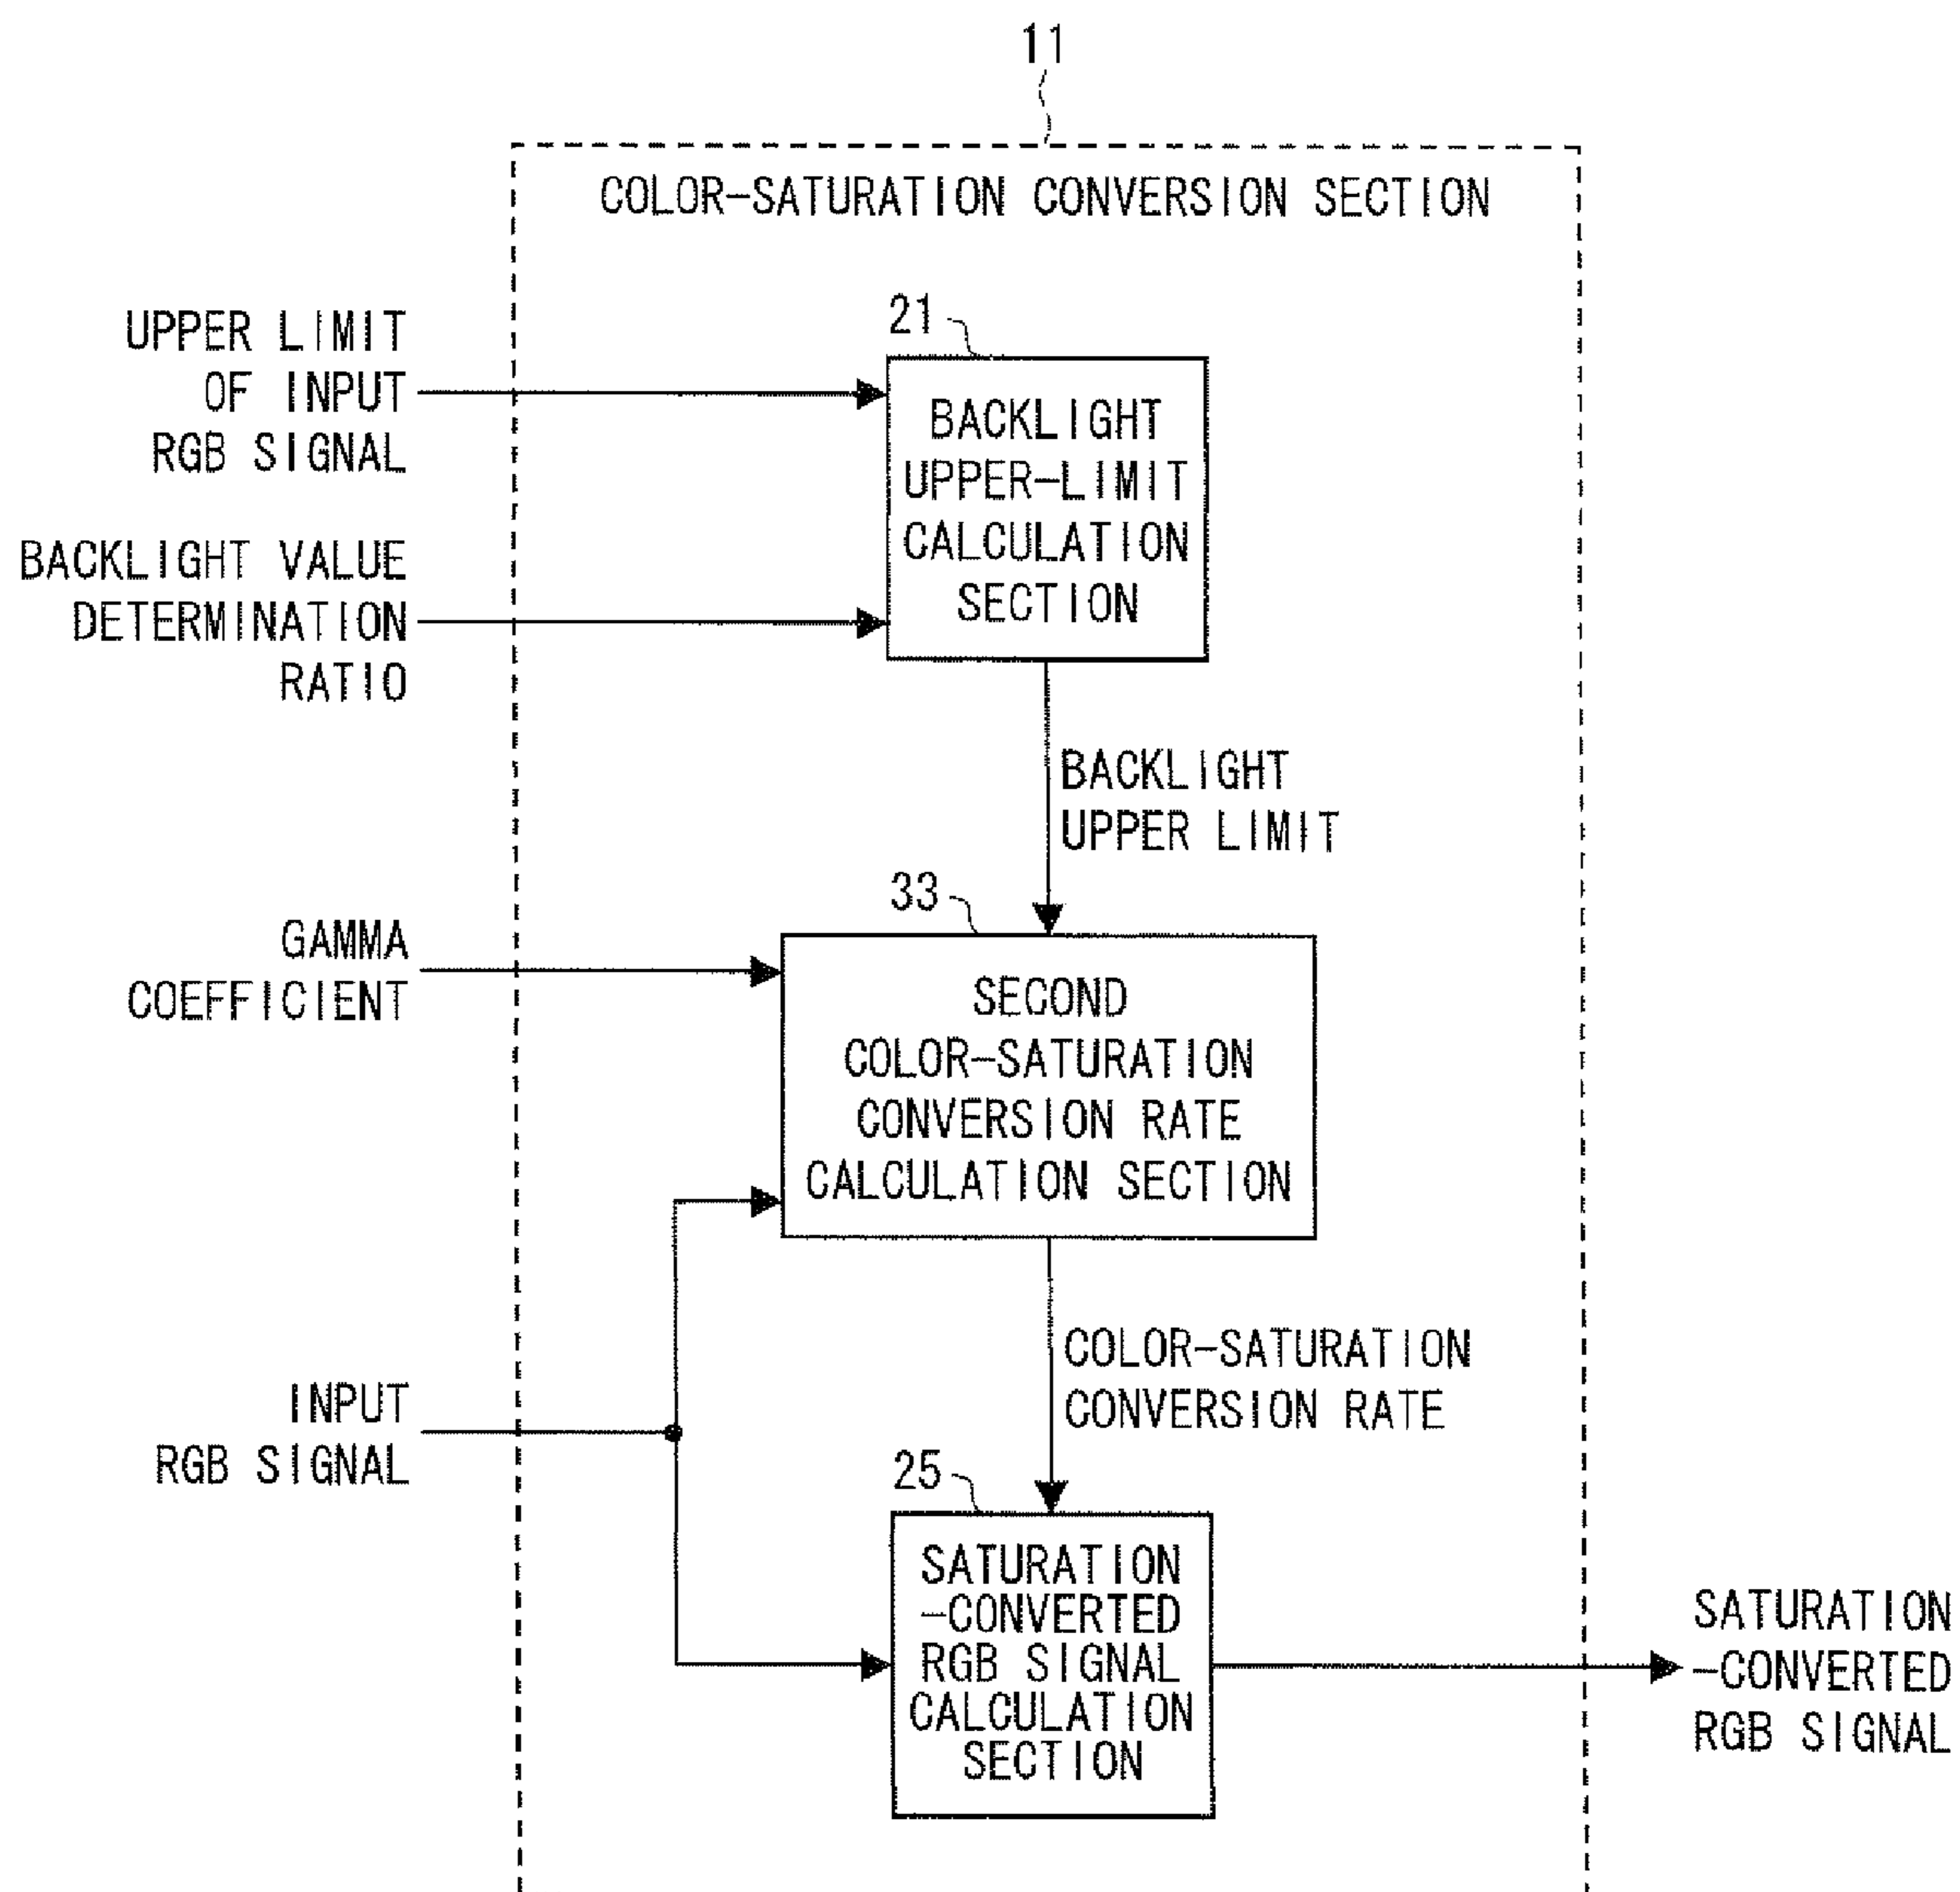 11
COLOR-SATURATION CONVERSION SECTION
UPPER LIMIT
OF INPUT
RGB SIGNAL
21
BACKLIGHT
UPPER-LIMIT
CALCULATION
SECTION
BACKLIGHT VALUE
DETERMINATION
RATIO
BACKLIGHT
UPPER LIMIT
GAMMA
COEFFICIENT
33
SECOND
COLOR-SATURATION
CONVERSION RATE
CALCULATION SECTION
COLOR-SATURATION
CONVERSION RATE
INPUT
RGB SIGNAL
25
SATURATION
-CONVERTED
RGB SIGNAL
CALCULATION
SECTION
SATURATION
-CONVERTED
RGB SIGNAL